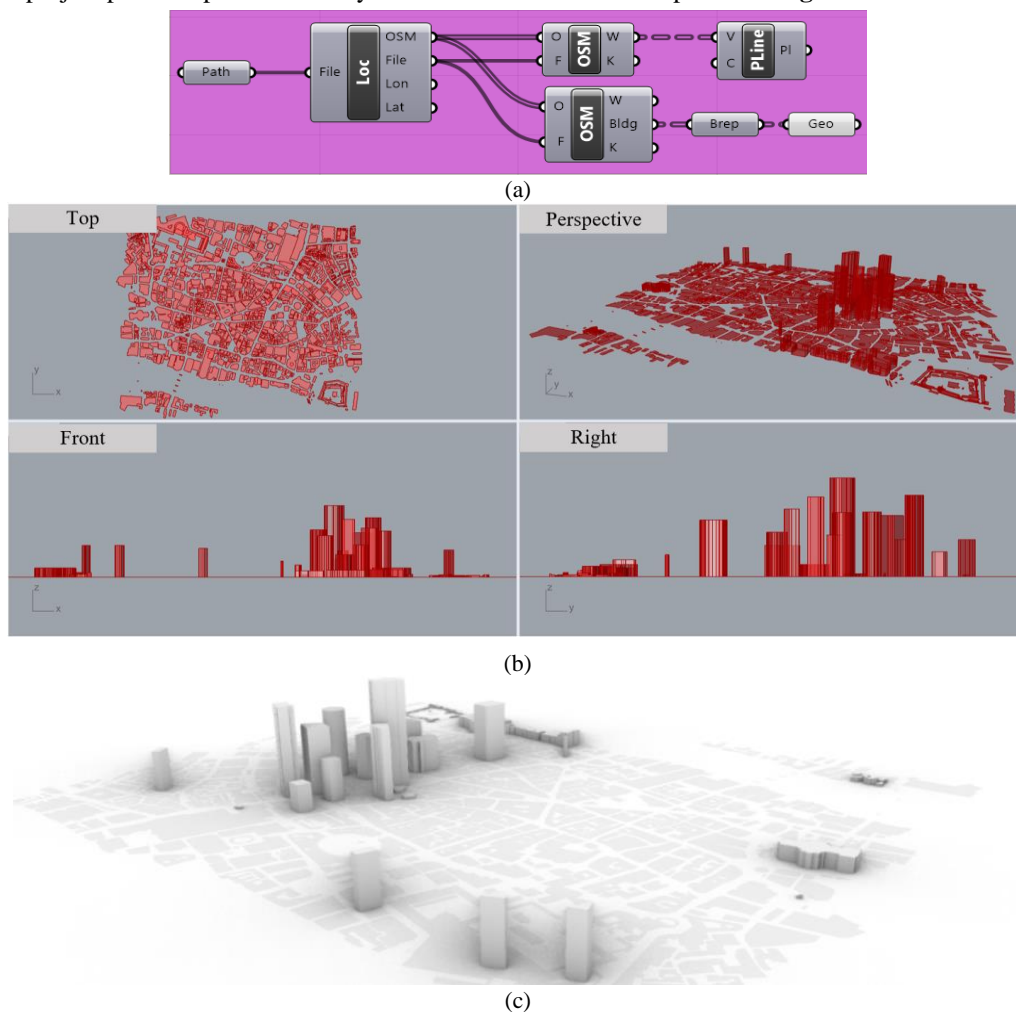 OSM
O
W
V
File
File
F
K
C
Pl
Path
Loc
OSM
PLine
Lon
Lat
O
W
F
OSM
Bldg
K
Brep
Geo
(a)
Top
Perspective
y
x
z
y
x
Front
Right
z
x
z
y
(b)
(c)